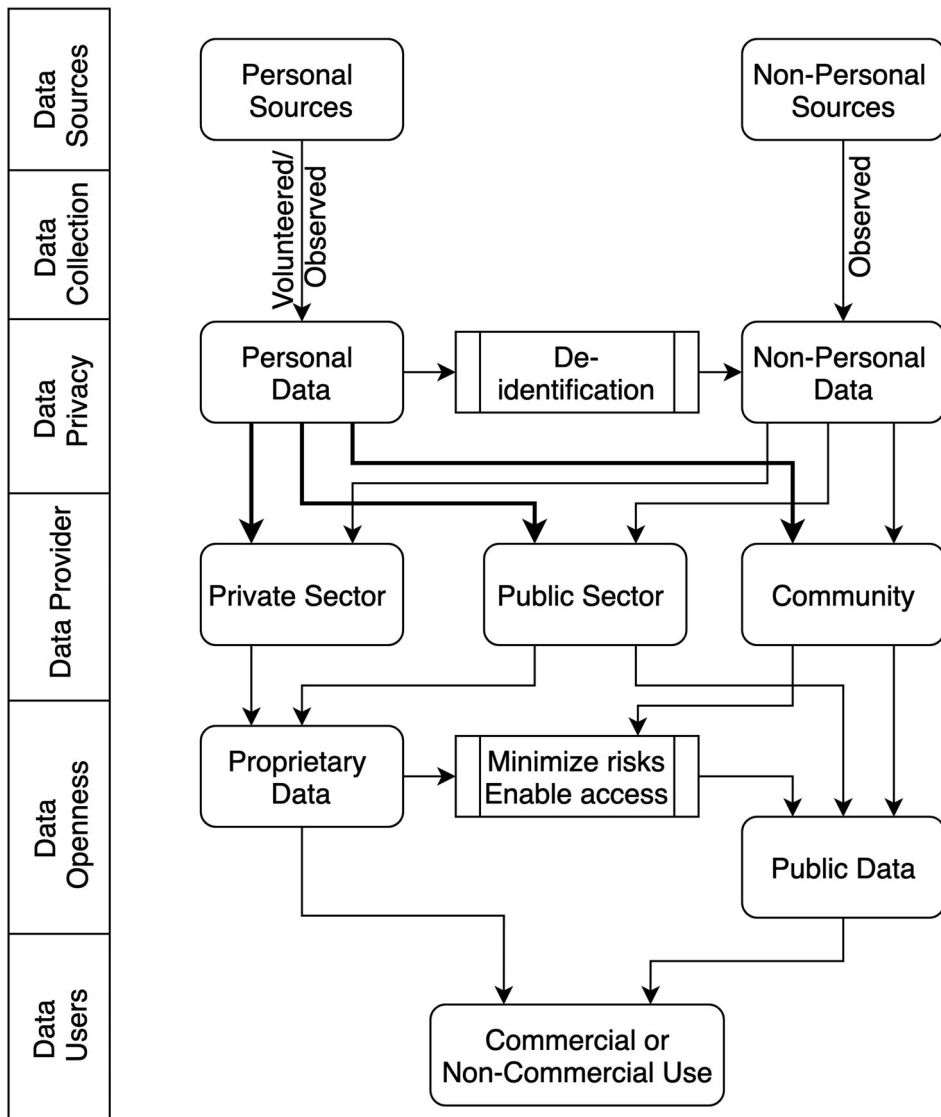 Data
Sources
Personal
Sources
Non-Personal
Sources
Data
Collection
Volunteered/
Observed
Observed
Data
Privacy
Personal
Data
De-
identification
Non-Personal
Data
Data Provider
Private Sector
Public Sector
Community
Data
Openness
Proprietary
Data
Minimize risks
Enable access
Public Data
Data
Users
Commercial or
Non-Commercial Use